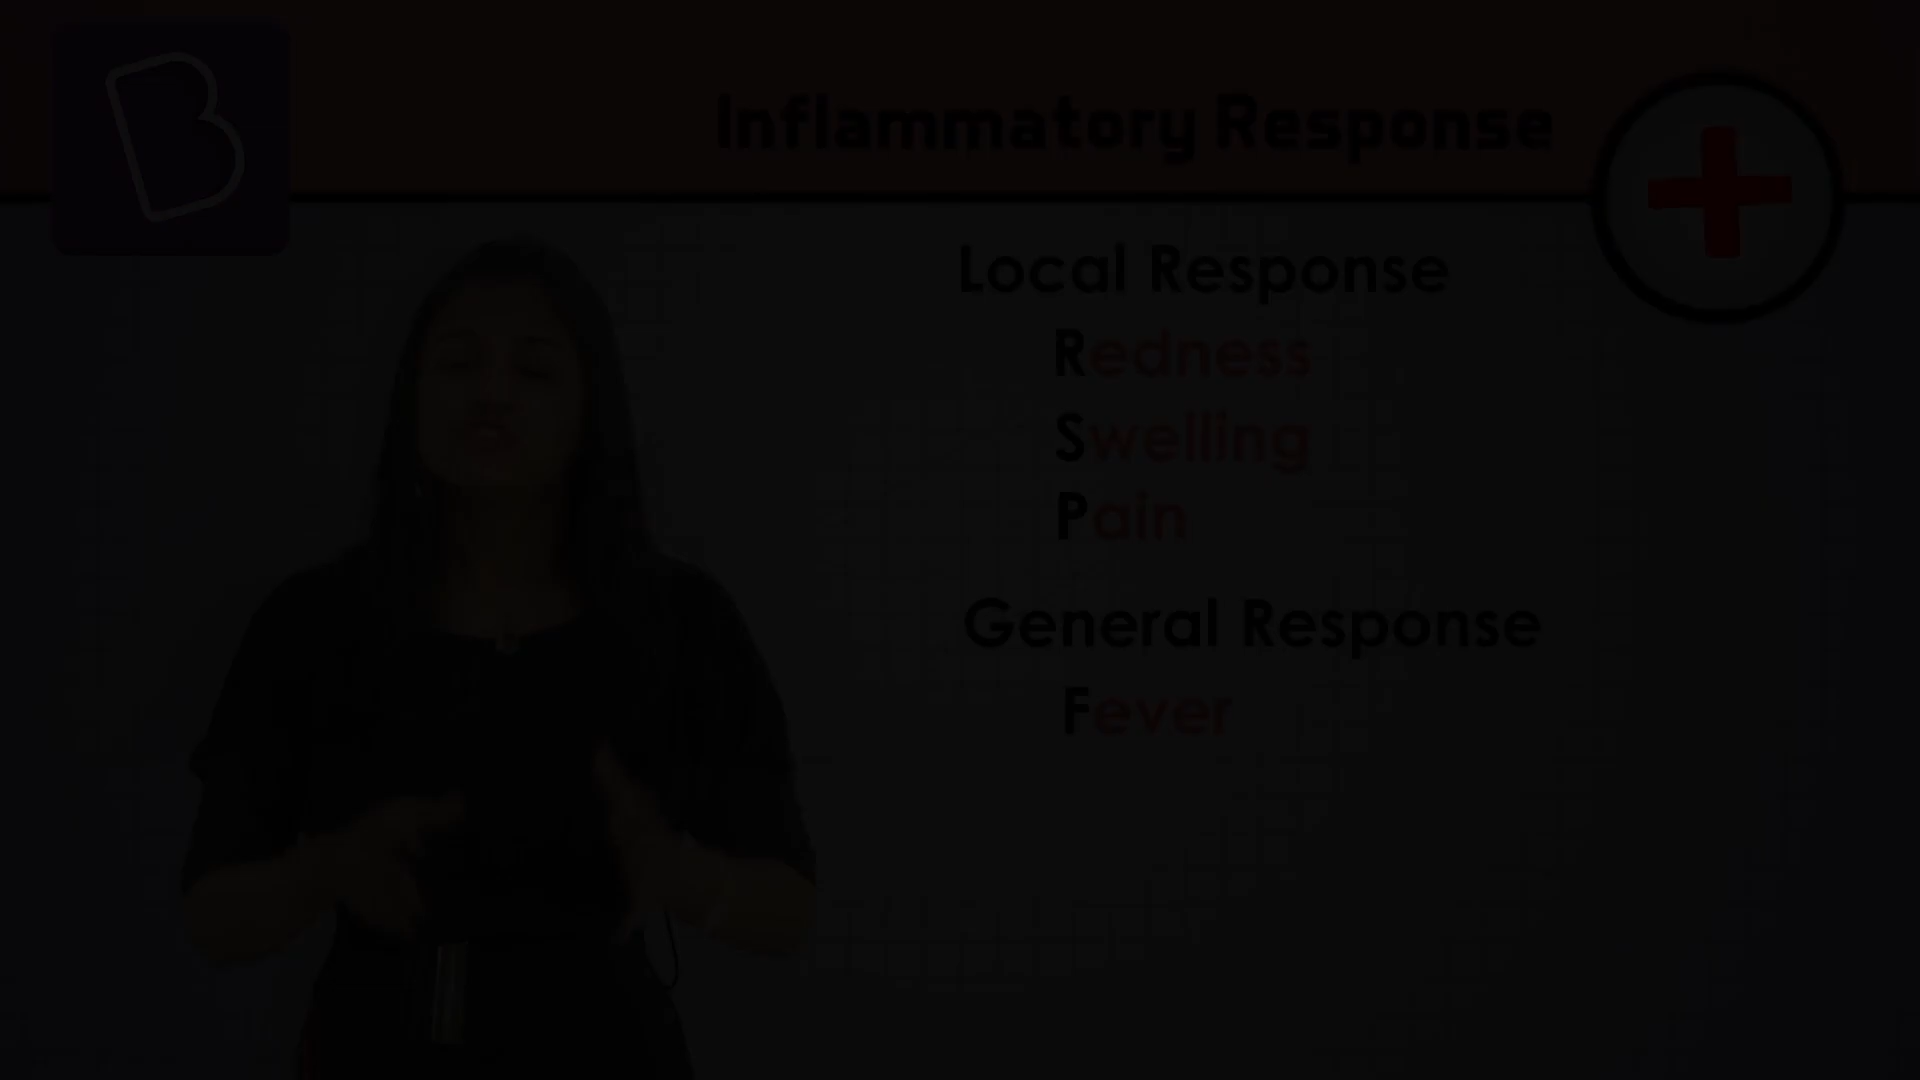 B
Inflammatory Response
Local Response
Redness
Swelling
Pain
General Response
Fever